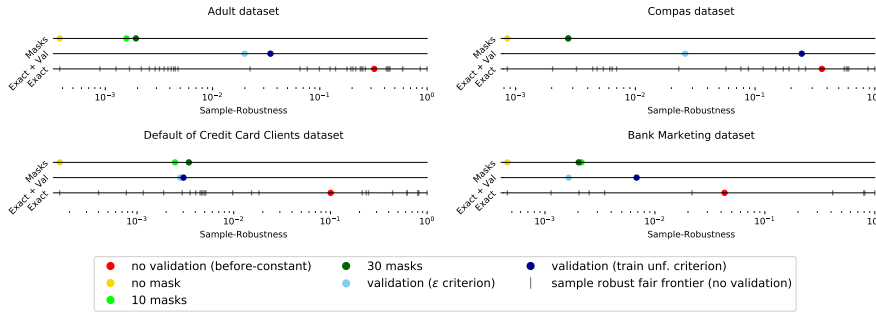 Adult dataset
Masks
Exact + Val
Exact
10⁻³ 10⁻² 10⁻¹ 10⁰
Sample-Robustness
Compas dataset
Masks
Exact + Val
Exact
10⁻³ 10⁻² 10⁻¹ 10⁰
Sample-Robustness
Default of Credit Card Clients dataset
Masks
Exact + Val
Exact
10⁻³ 10⁻² 10⁻¹ 10⁰
Sample-Robustness
Bank Marketing dataset
Masks
Exact + Val
Exact
10⁻³ 10⁻² 10⁻¹ 10⁰
Sample-Robustness
no validation (before-constant)
no mask
10 masks
30 masks
validation (ε criterion)
validation (train unf. criterion)
sample robust fair frontier (no validation)